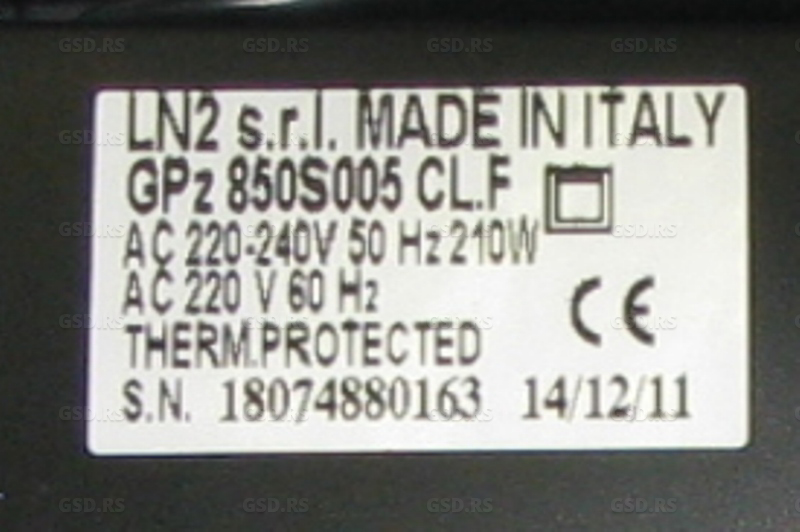 LN2 s.r.l. MADE IN ITALY
GPz 850S005 CL.F
AC 220-240V 50 Hz 210W
AC 220 V 60 Hz
CE
THERM.PROTECTED
S.N. 18074880163 14/12/11
GSD.RS